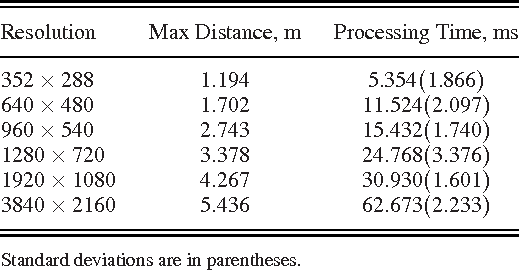 Resolution Max Distance, m Processing Time, ms
352 × 288 1.194 5.354(1.866)
640 × 480 1.702 11.524(2.097)
960 × 540 2.743 15.432(1.740)
1280 × 720 3.378 24.768(3.376)
1920 × 1080 4.267 30.930(1.601)
3840 × 2160 5.436 62.673(2.233)
Standard deviations are in parentheses.